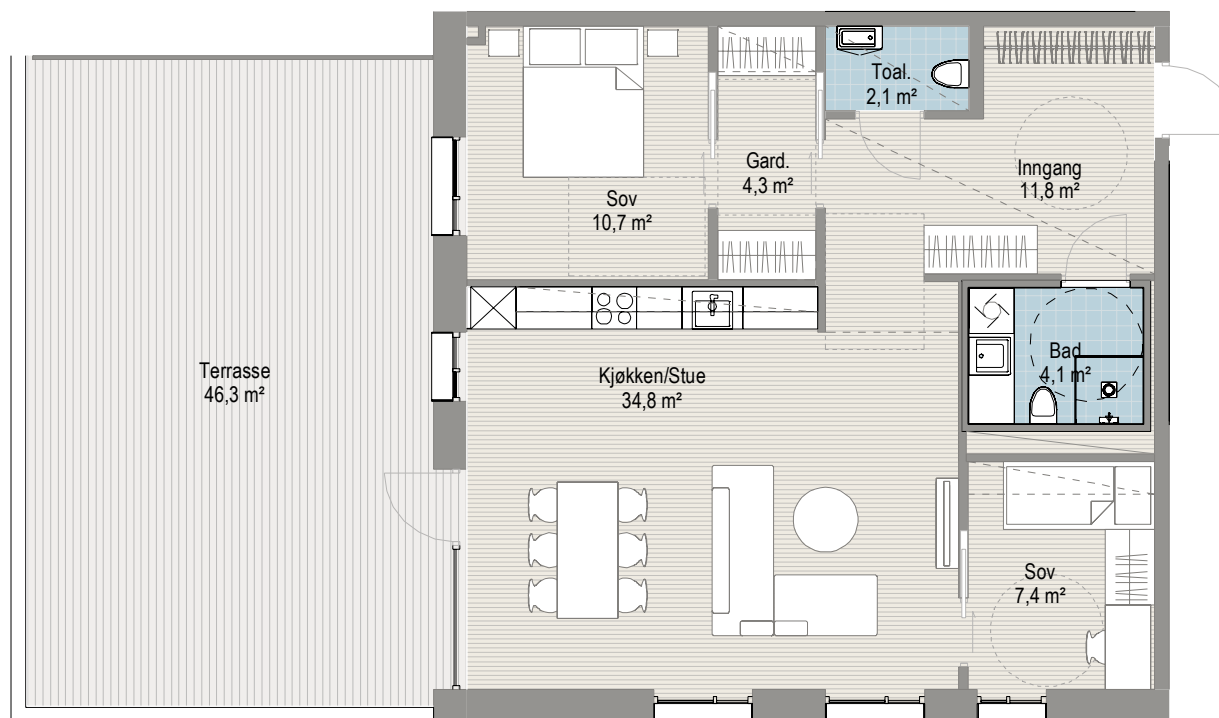 Toal.
2,1 m²
Gard.
4,3 m²
Inngang
11,8 m²
Sov
10,7 m²
Terrasse
46,3 m²
Kjøkken/Stue
34,8 m²
Bad
4,1 m²
Sov
7,4 m²